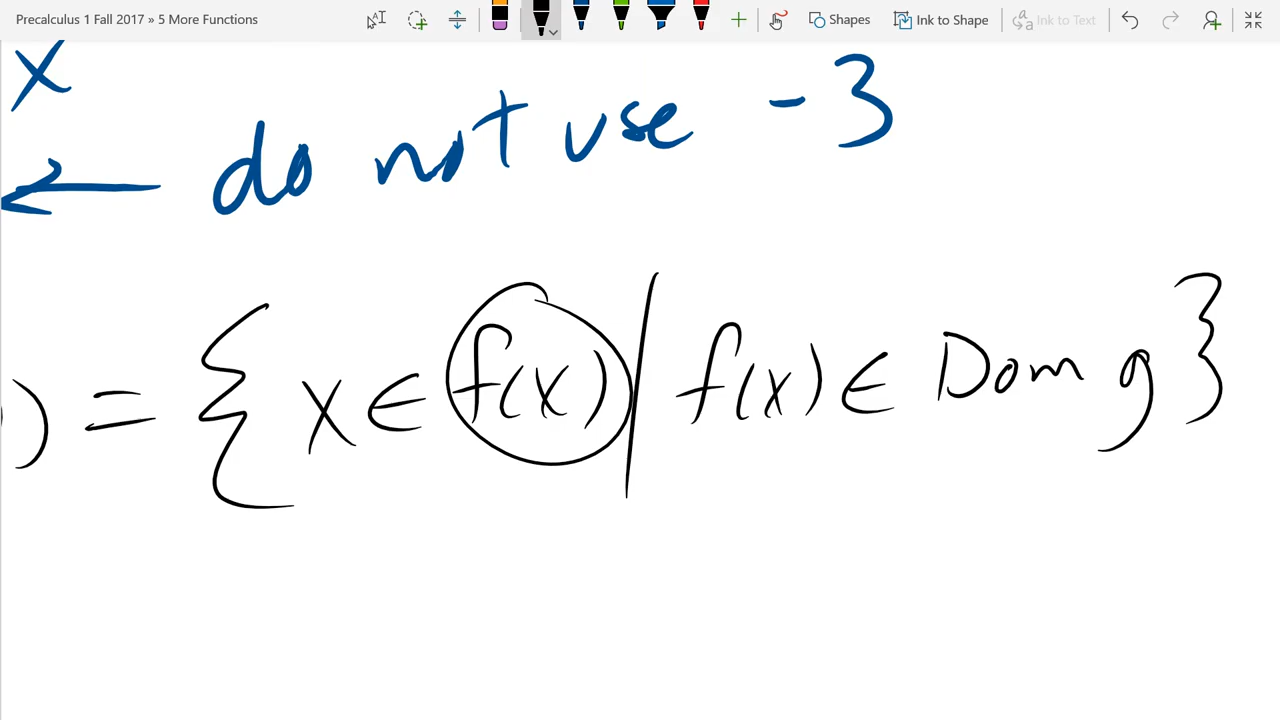 Precalculus 1 Fall 2017 » 5 More Functions Shapes Ink to Shape Ink to Text
x
← do not use -3
) = { x ∈ f(x) / f(x) ∈ Dom g }